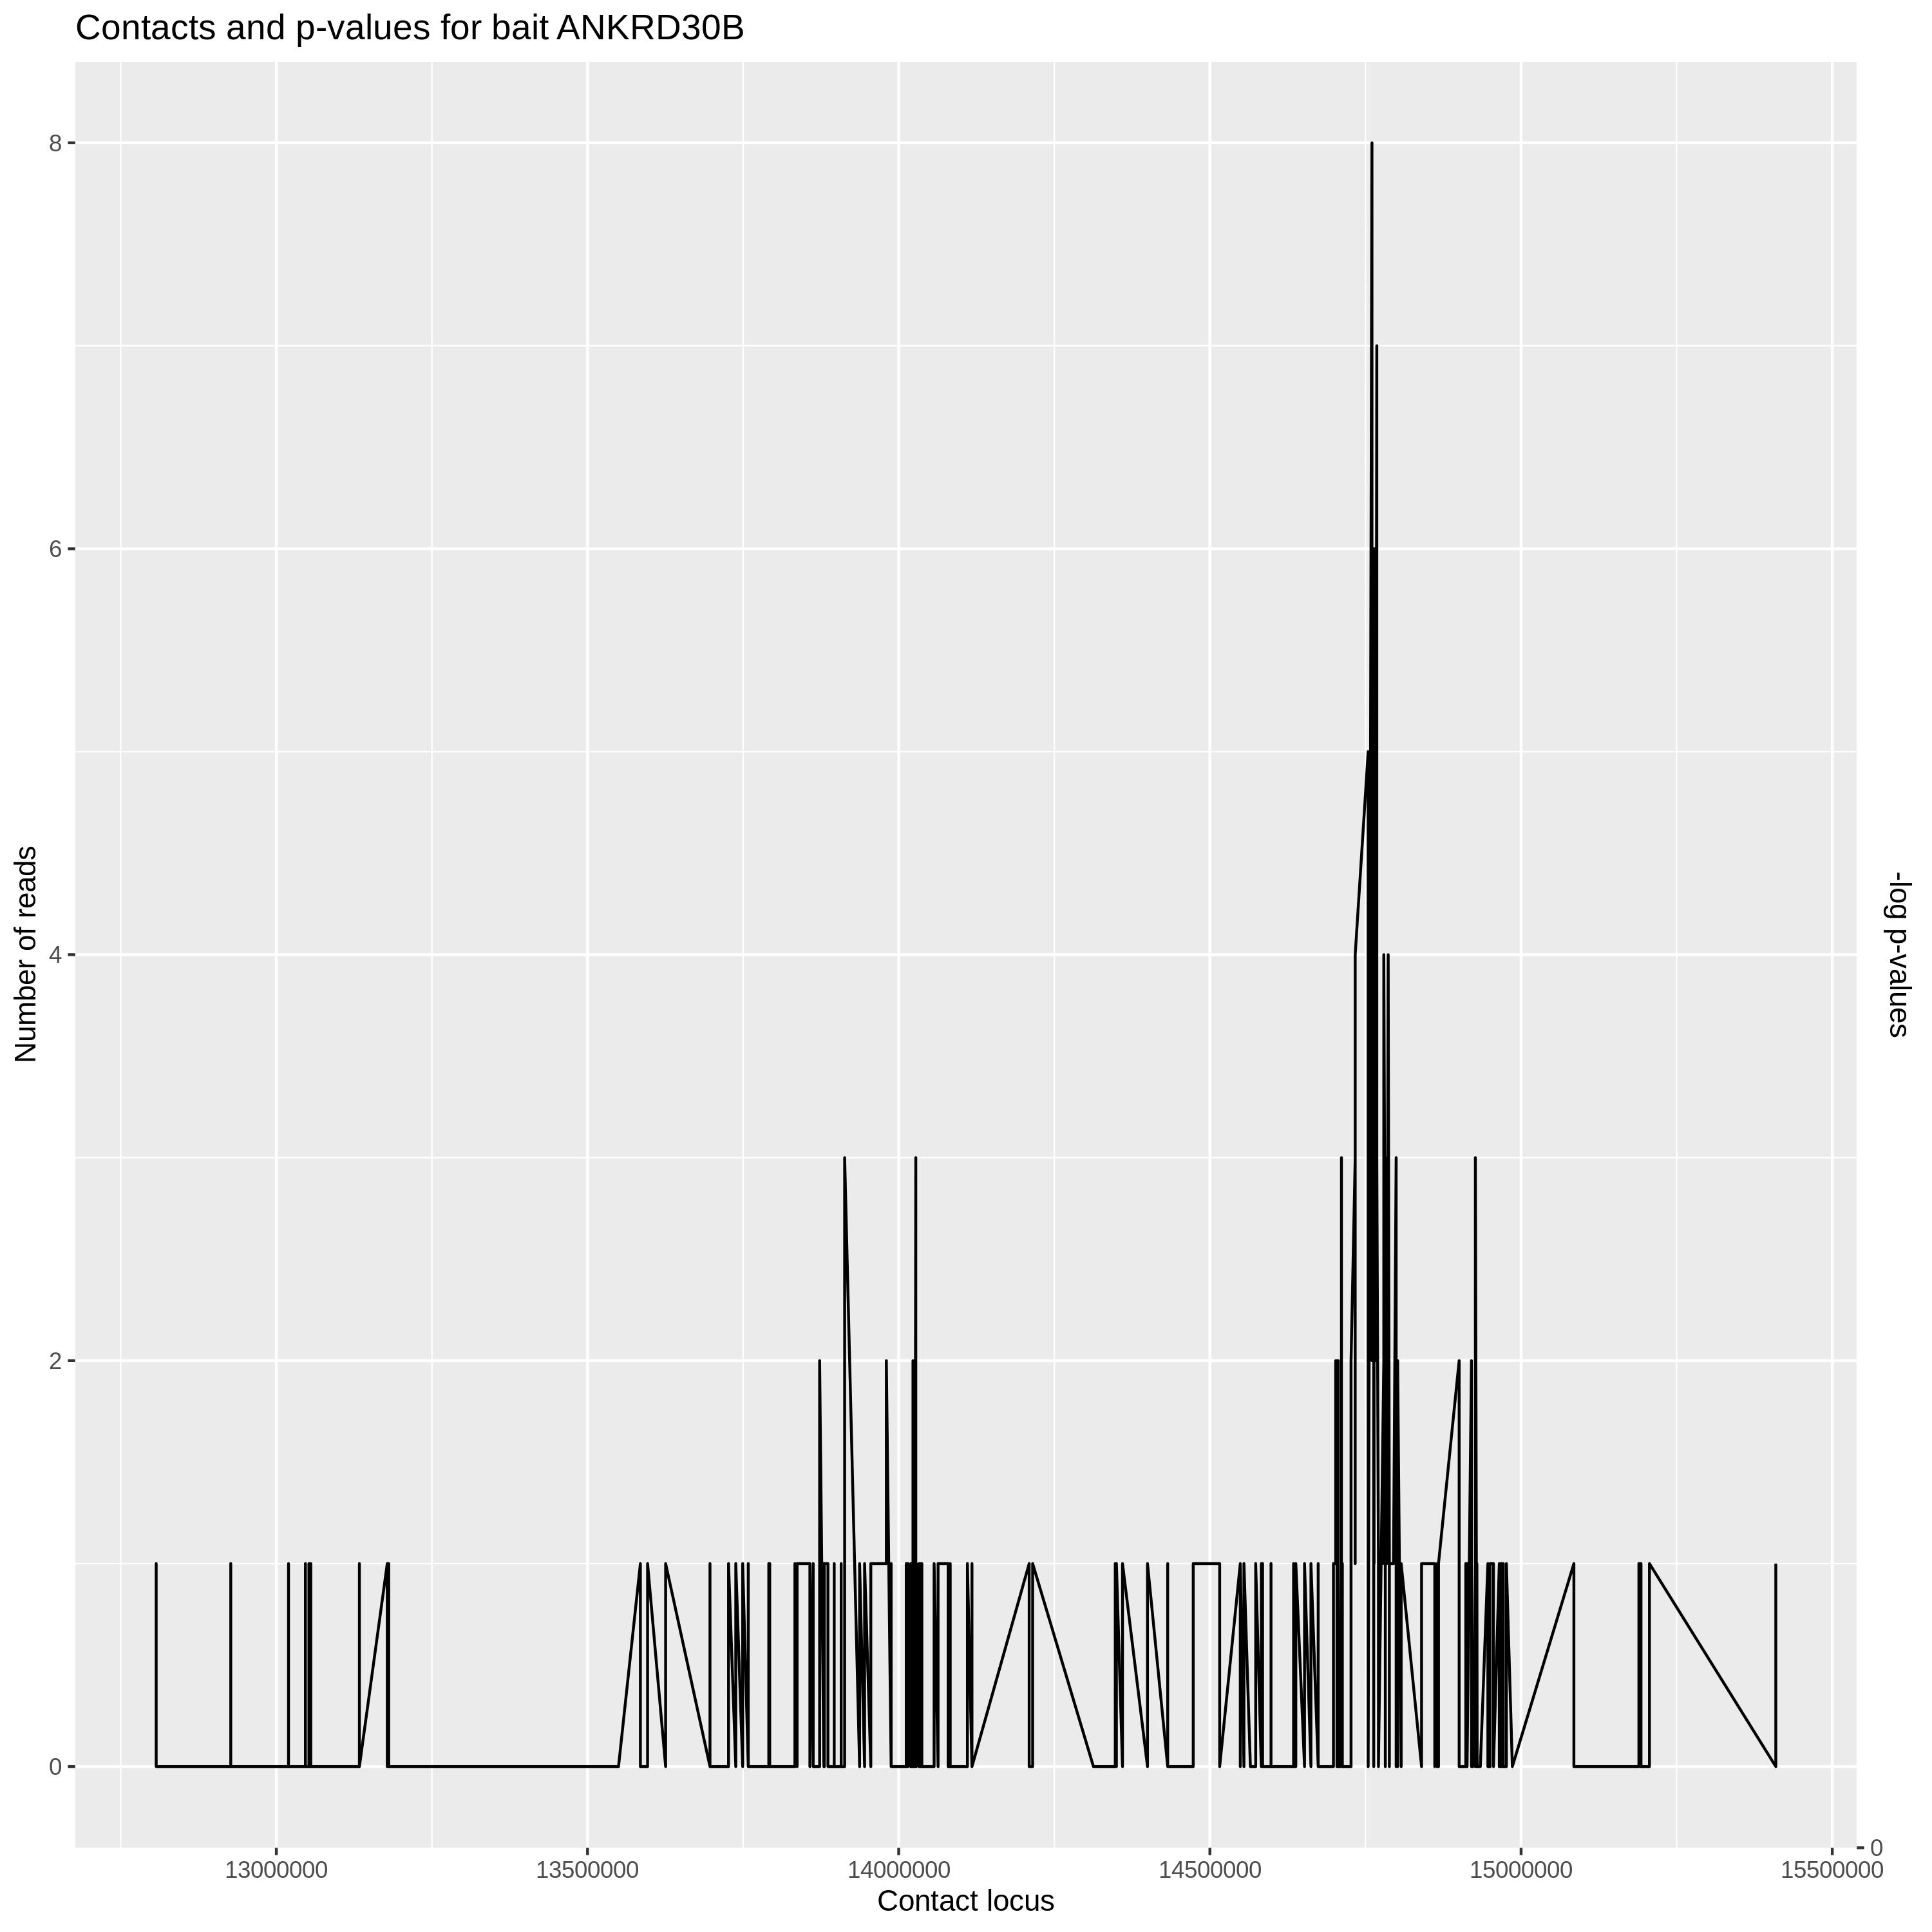 Contacts and p-values for bait ANKRD30B
8
6
4
2
0
Number of reads
-log p-values
0
13000000 13500000 14000000 14500000 15000000 15500000
Contact locus